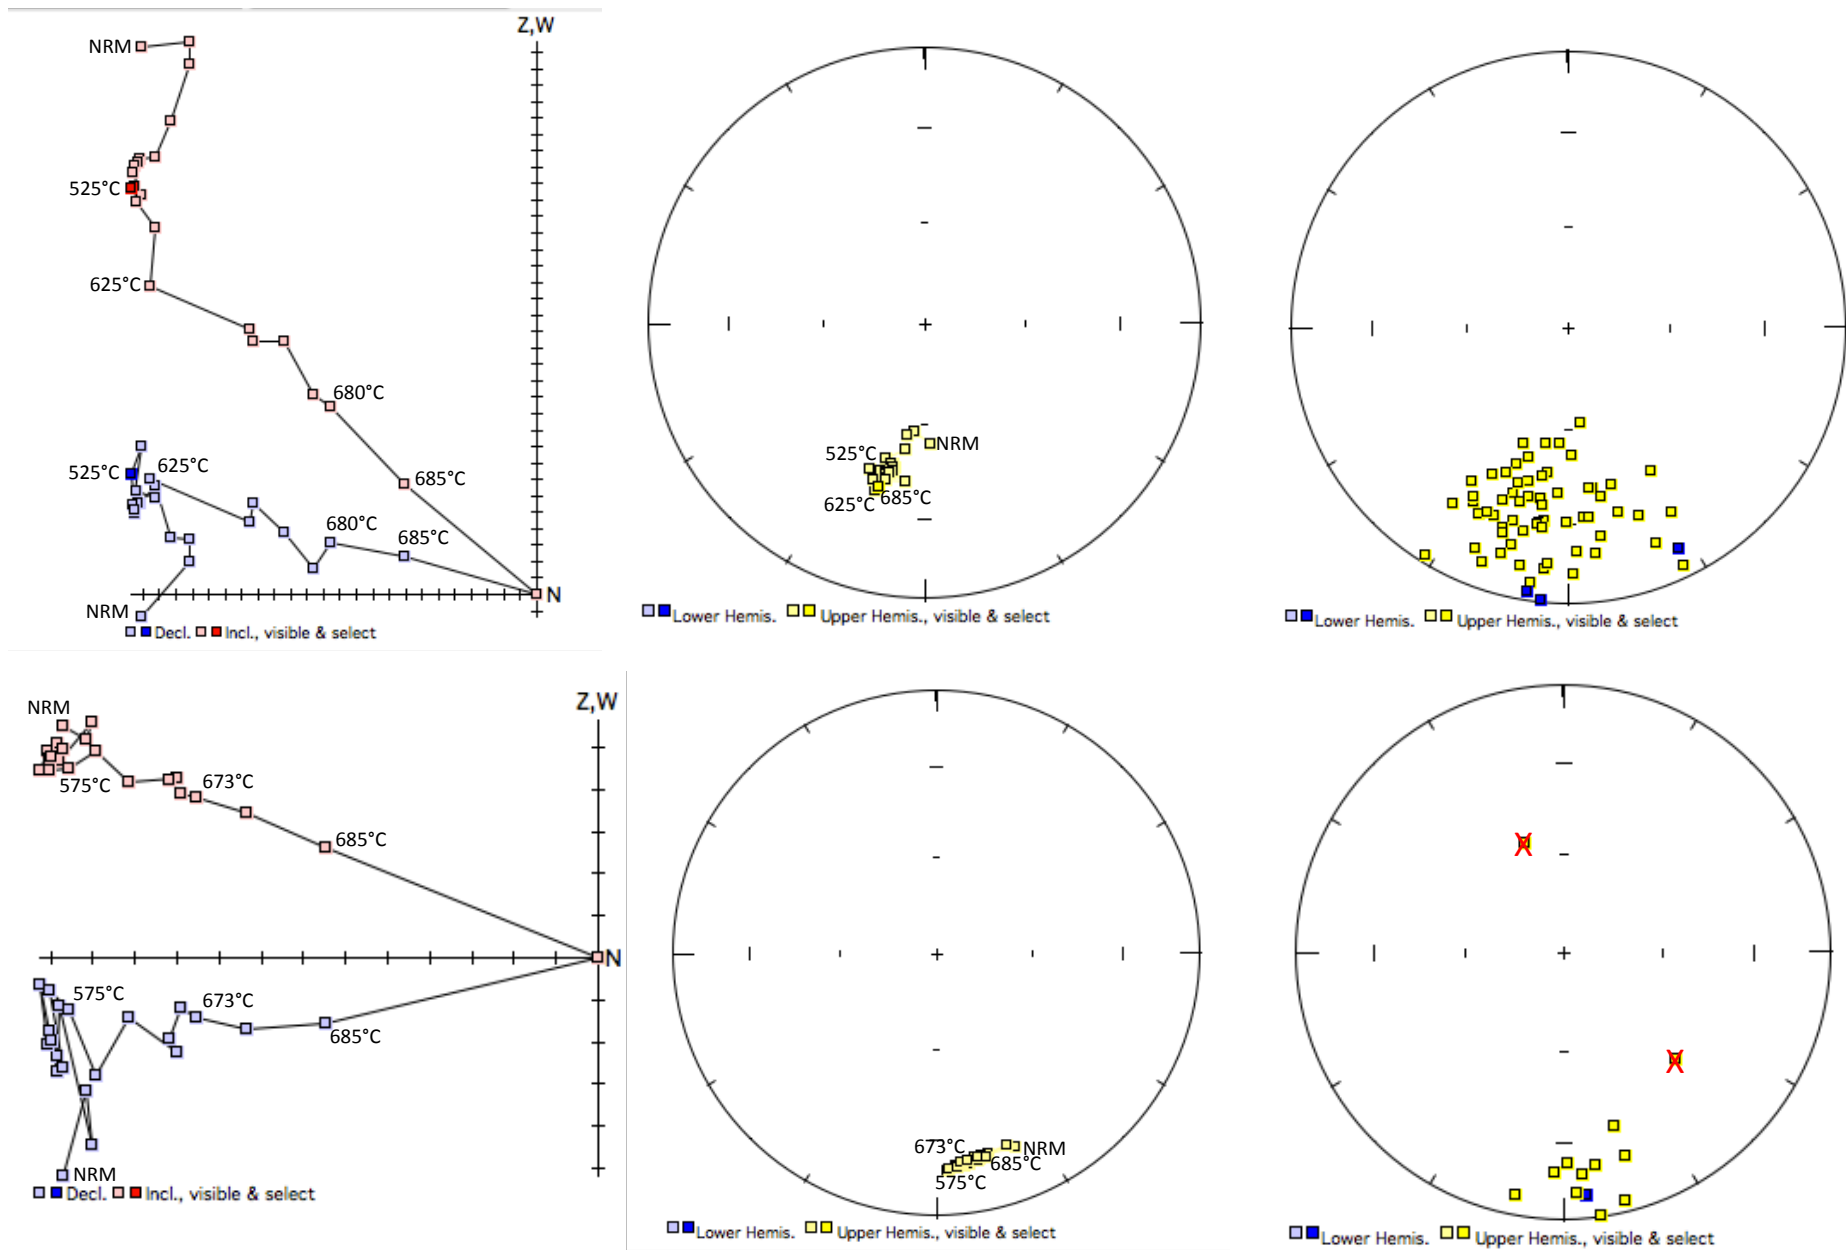 Z,W
NRM
525°C
625°C
680°C
685°C
525°C
625°C
680°C
685°C
N
NRM
Decl. Incl., visible & select
525°C
NRM
625°C
685°C
Lower Hemis. Upper Hemis., visible & select
Lower Hemis. Upper Hemis., visible & select
Z,W
NRM
575°C
673°C
685°C
N
575°C
673°C
685°C
NRM
Decl. Incl., visible & select
673°C
NRM
685°C
575°C
Lower Hemis. Upper Hemis., visible & select
X
X
Lower Hemis. Upper Hemis., visible & select